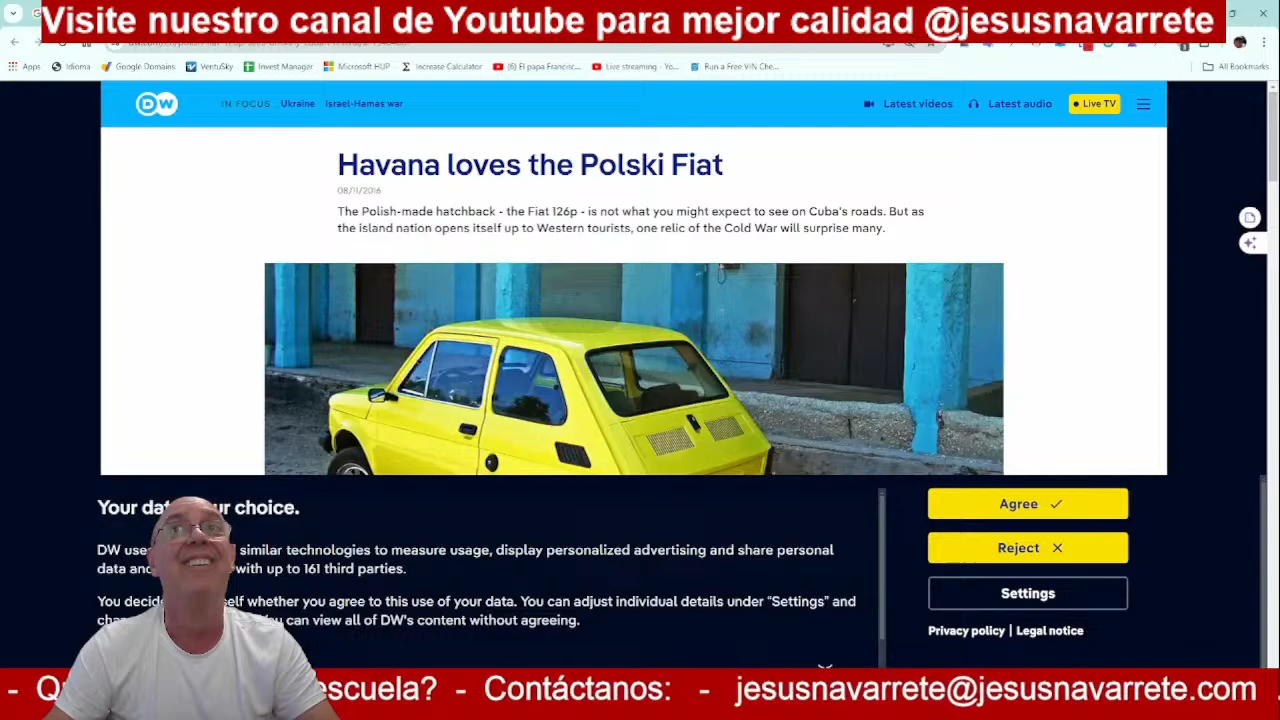 Visite nuestro canal de Youtube para mejor calidad @jesusnavarrete
Apps Idioma Google Domains VentuSky Invest Manager Microsoft HUP Increase Calculator (6) El papa Francisc... Live streaming - Yo... Run a Free VIN Che... All Bookmarks
DW IN FOCUS Ukraine Israel-Hamas war Latest videos Latest audio Live TV
Havana loves the Polski Fiat
08/11/2016
The Polish-made hatchback - the Fiat 126p - is not what you might expect to see on Cuba's roads. But as
the island nation opens itself up to Western tourists, one relic of the Cold War will surprise many.
Your choice.
DW similar technologies to measure usage, display personalized advertising and share personal
data with up to 161 third parties.
You whether you agree to this use of your data. You can adjust individual details under "Settings" and
can view all of DW's content without agreeing.
Agree
Reject
Settings
Privacy policy | Legal notice
- escuela? - Contáctanos: - jesusnavarrete@jesusnavarrete.com